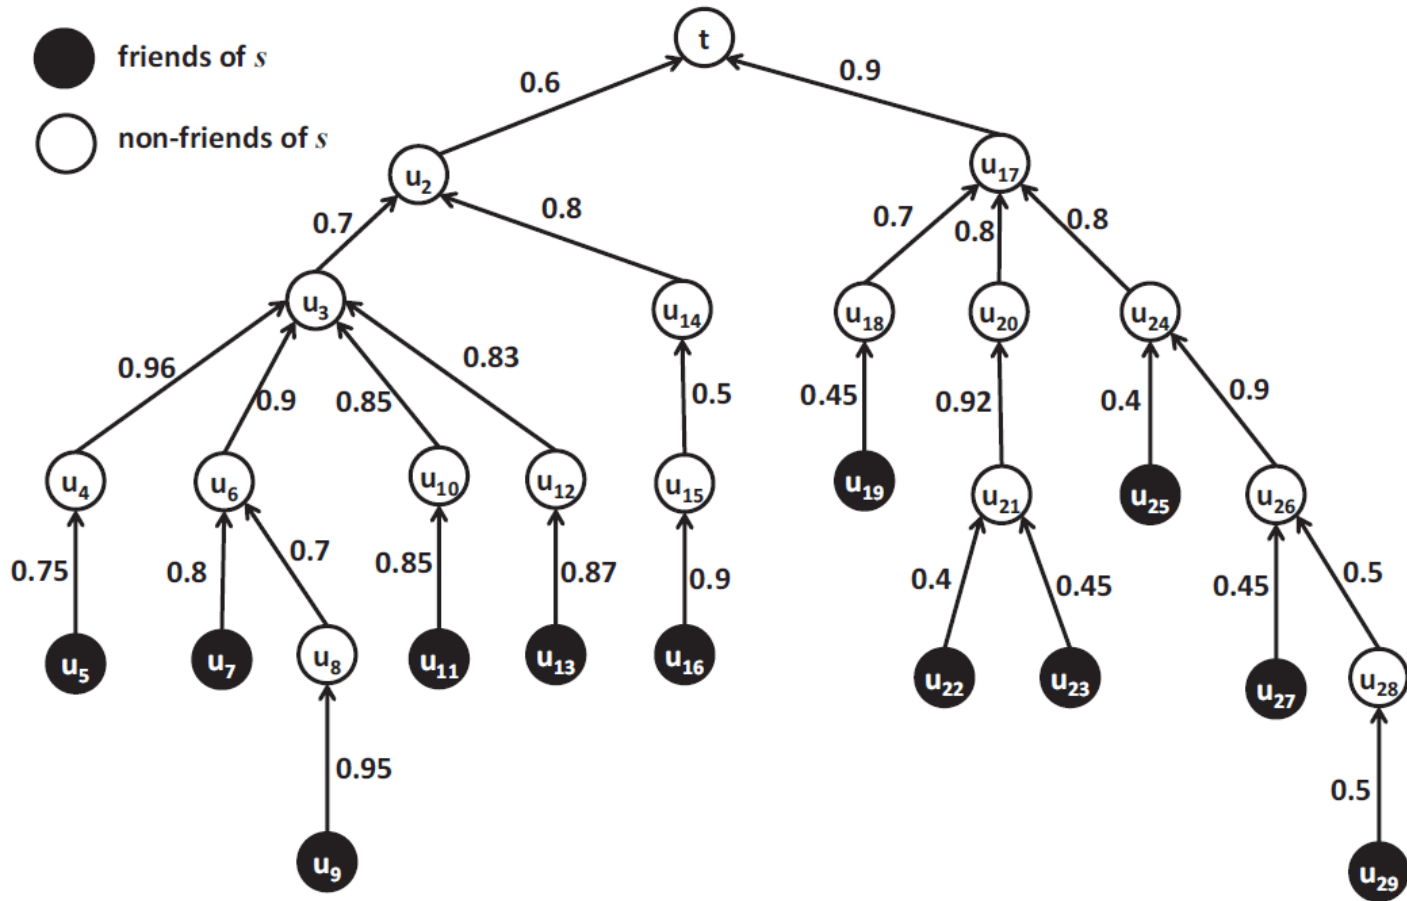 friends of s
non-friends of s
t
0.6
0.9
u2
u17
0.7
0.8
0.7
0.8
0.8
u3
u14
u18
u20
u24
0.96
0.9
0.85
0.83
0.5
0.45
0.92
0.4
0.9
u4
u6
u10
u12
u15
u19
u21
u25
u26
0.75
0.8
0.7
0.85
0.87
0.9
0.4
0.45
0.45
0.5
u5
u7
u8
u11
u13
u16
u22
u23
u27
u28
0.95
0.5
u9
u29